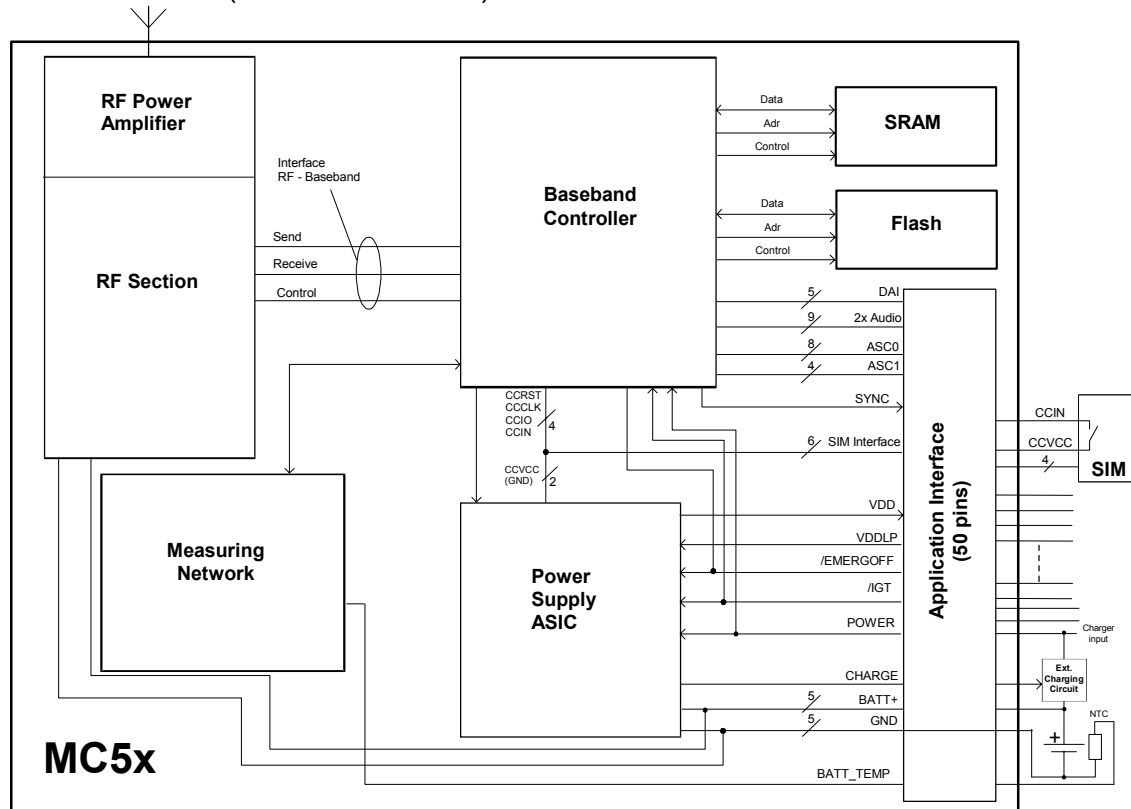 RF Power
Amplifier
RF Section
Interface
RF - Baseband
Send
Receive
Control
Baseband
Controller
Data
Adr
Control
SRAM
Data
Adr
Control
Flash
5
DAI
9
2x Audio
8
ASC0
4
ASC1
SYNC
CCRST
CCCLK
CCIO
CCIN
4
6
SIM Interface
CCVCC
(GND)
2
Measuring
Network
Power
Supply
ASIC
VDD
VDDLP
/EMERGOFF
/IGT
POWER
CHARGE
5
BATT+
5
GND
BATT_TEMP
Application Interface
(50 pins)
CCIN
CCVCC
4
SIM
Charger
input
Ext.
Charging
Circuit
NTC
+
MC5x